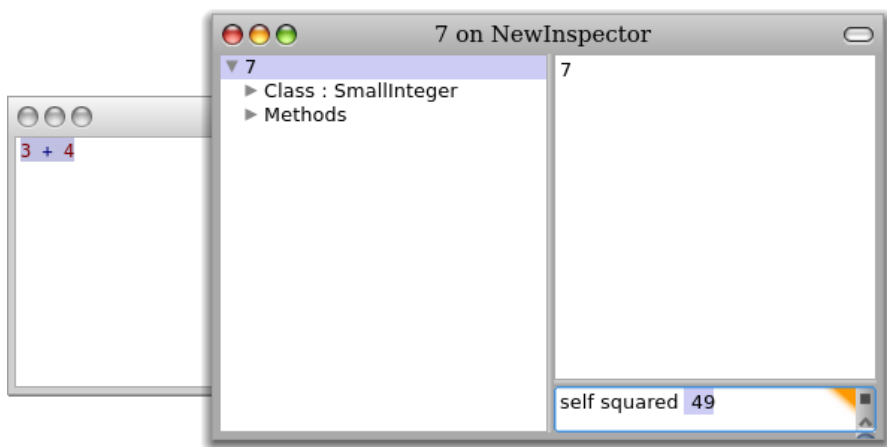 3 + 4
7 on NewInspector
7
Class : SmallInteger
Methods
7
self squared 49